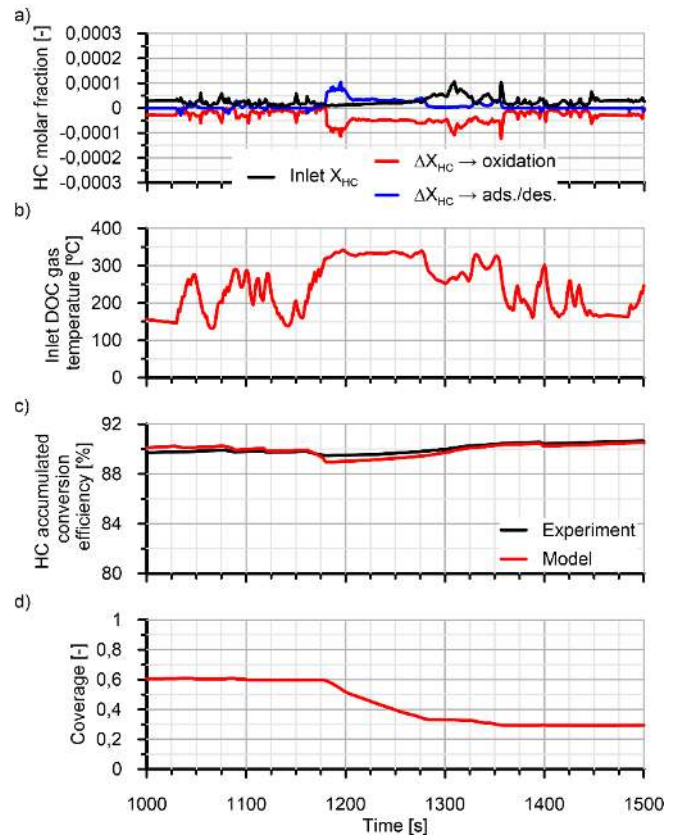 a)
HC molar fraction [-]
0,0003
0,0002
0,0001
0
-0,0001
-0,0002
-0,0003
Inlet X_HC
ΔX_HC → oxidation
ΔX_HC → ads./des.
b)
Inlet DOC gas
temperature [ºC]
400
300
200
100
0
c)
HC accumulated
conversion
efficiency [%]
92
88
84
80
Experiment
Model
d)
Coverage [-]
1
0,8
0,6
0,4
0,2
0
1000 1100 1200 1300 1400 1500
Time [s]